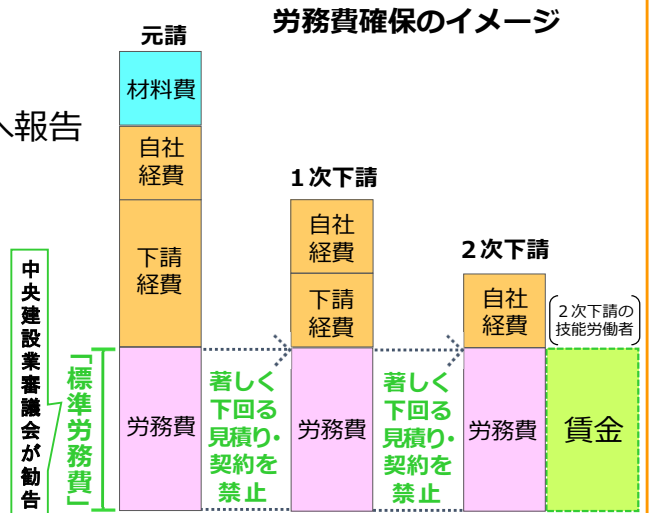 労務費確保のイメージ
元請
材料費
へ報告
自社
経費
下請
経費
労務費
1次下請
自社
経費
下請
経費
労務費
2次下請
自社
経費
労務費
2次下請の
技能労働者
賃金
中央建設業審議会が勧告
「標準労務費」
著しく
下回る
見積り・
契約を
禁止
著しく
下回る
見積り・
契約を
禁止